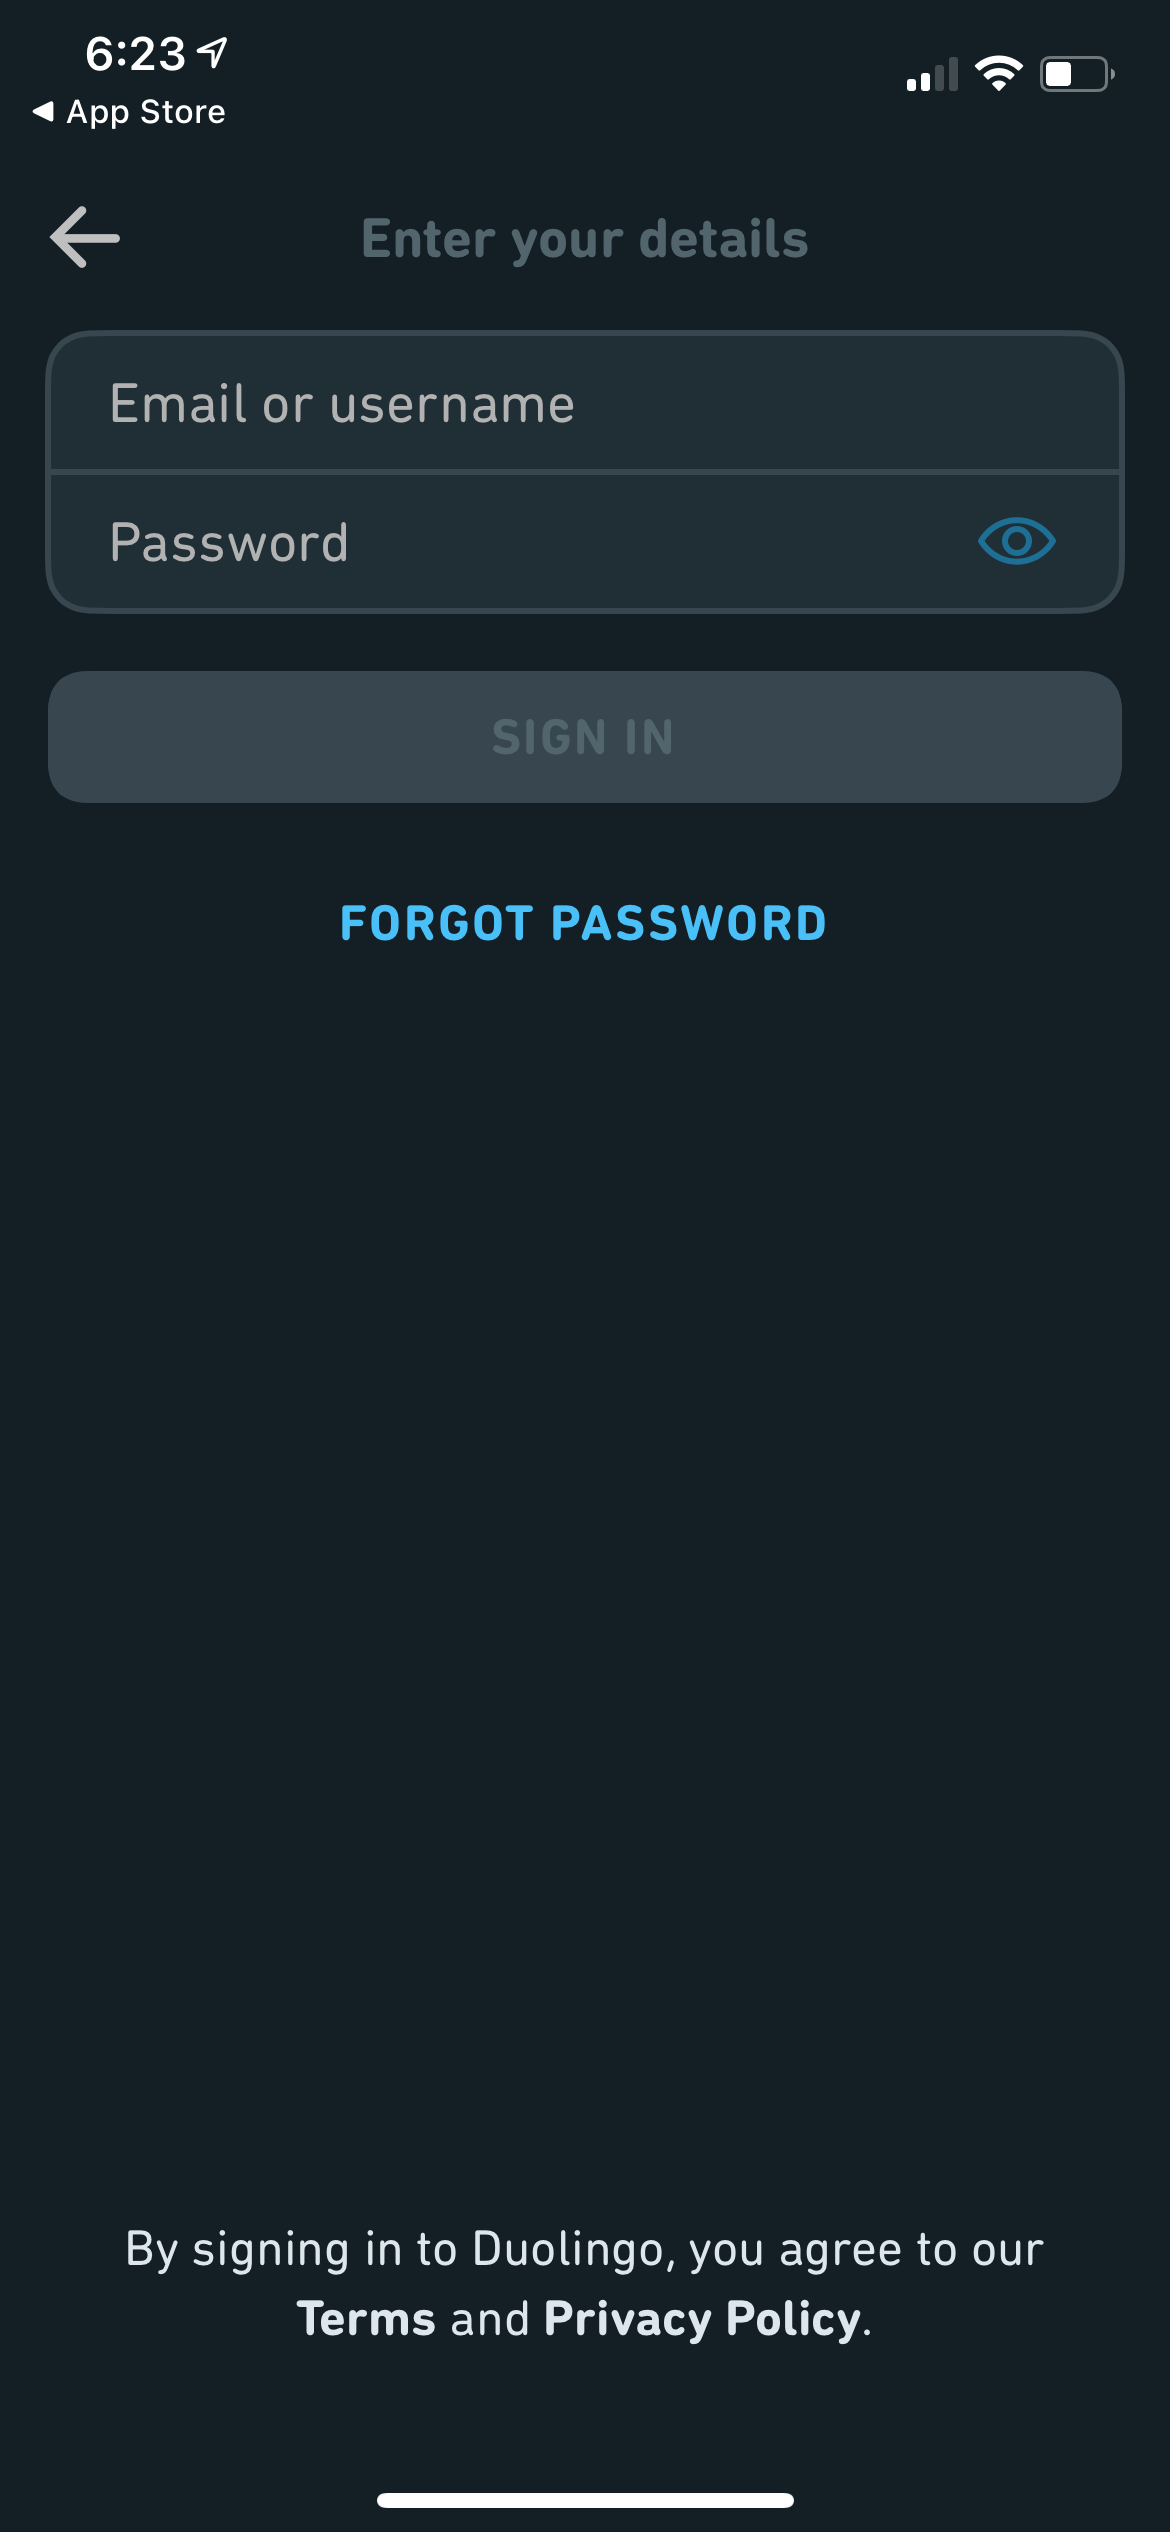 6:23
App Store
Enter your details
Email or username
Password
SIGN IN
FORGOT PASSWORD
By signing in to Duolingo, you agree to our
Terms and Privacy Policy.